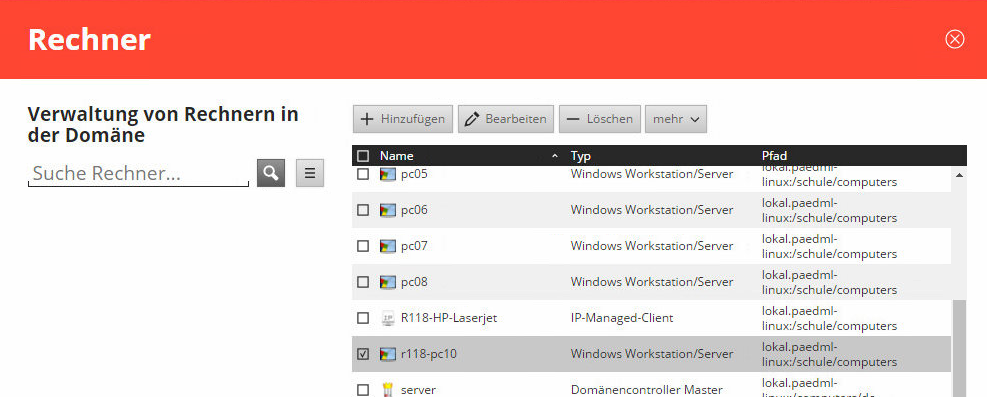 Rechner
Verwaltung von Rechnern in
der Domäne
Suche Rechner...
Hinzufügen Bearbeiten Löschen mehr
Name Typ Pfad
pc05 Windows Workstation/Server lokal.paedml-
linux:/schule/computers
pc06 Windows Workstation/Server lokal.paedml-
linux:/schule/computers
pc07 Windows Workstation/Server lokal.paedml-
linux:/schule/computers
pc08 Windows Workstation/Server lokal.paedml-
linux:/schule/computers
IP R118-HP-Laserjet IP-Managed-Client lokal.paedml-
linux:/schule/computers
r118-pc10 Windows Workstation/Server lokal.paedml-
linux:/schule/computers
server Domänencontroller Master lokal.paedml-
linux:/computers/dc